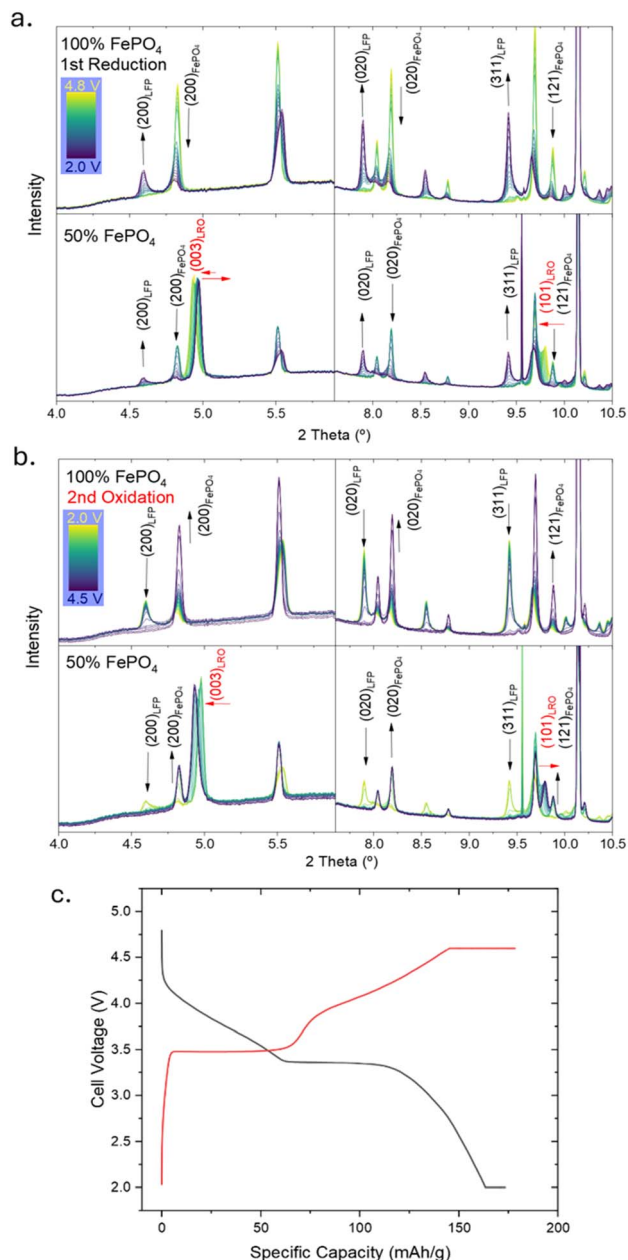 a.
100% FePO₄
1st Reduction
4.8 V
2.0 V
(200)LFP
(200)FePO₄
(020)LFP
(020)FePO₄
(311)LFP
(121)FePO₄
50% FePO₄
(200)LFP
(200)FePO₄
(003)LRO
(020)LFP
(020)FePO₄
(311)LFP
(101)LRO
(121)FePO₄
Intensity
4.0 4.5 5.0 5.5 8.0 8.5 9.0 9.5 10.0 10.5
2 Theta (º)
b.
100% FePO₄
2nd Oxidation
2.0 V
4.5 V
(200)LFP
(200)FePO₄
(020)LFP
(020)FePO₄
(311)LFP
(121)FePO₄
50% FePO₄
(200)LFP
(200)FePO₄
(003)LRO
(020)LFP
(020)FePO₄
(311)LFP
(101)LRO
(121)FePO₄
Intensity
4.0 4.5 5.0 5.5 8.0 8.5 9.0 9.5 10.0 10.5
2 Theta (º)
c.
Cell Voltage (V)
5.0
4.5
4.0
3.5
3.0
2.5
2.0
0 50 100 150 200
Specific Capacity (mAh/g)